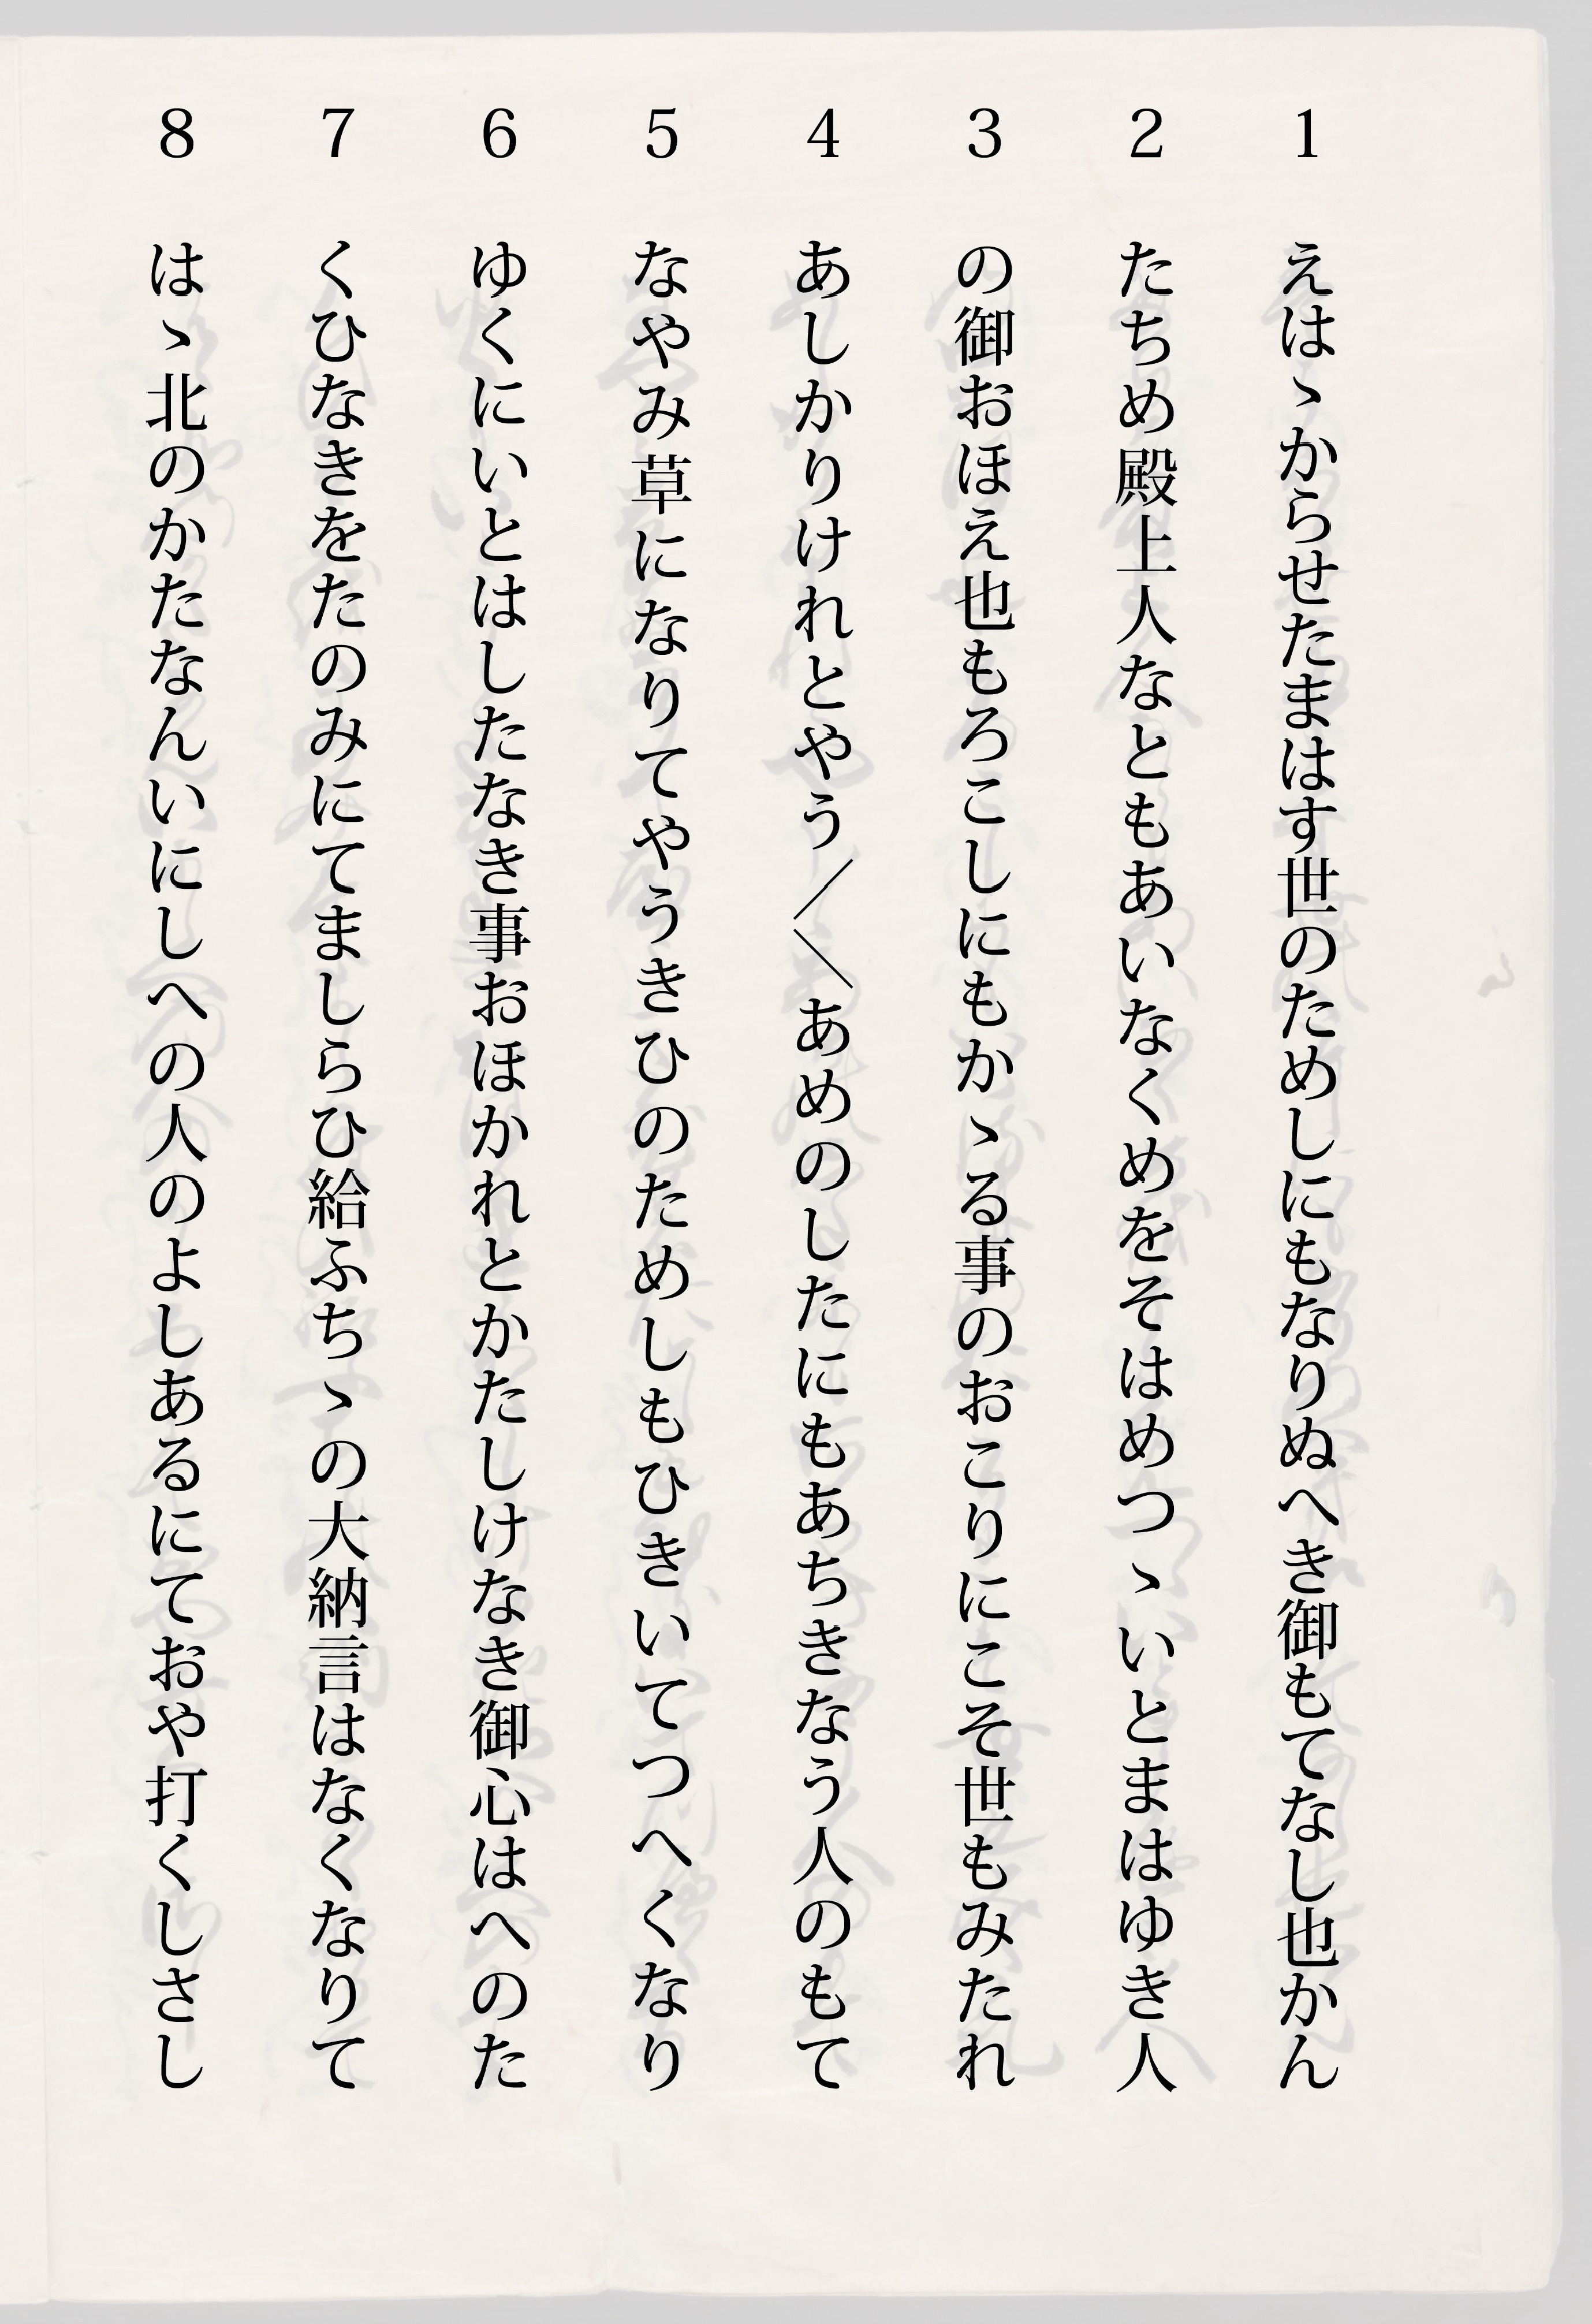 1 えはゝからせたまはす世のためしにもなりぬへき御もてなし也かん
2 たちめ殿上人なともあいなくめをそはめつゝいとまはゆき人
3 の御おほえ也もろこしにもかゝる事のおこりにこそ世もみたれ
4 あしかりけれとやう／＼あめのしたにもあちきなう人のもて
5 なやみ草になりてやうきひのためしもひきいてつへくなり
6 ゆくにいとはしたなき事おほかれとかたしけなき御心はへのた
7 くひなきをたのみにてましらひ給ふちゝの大納言はなくなりて
8 はゝ北のかたなんいにしへの人のよしあるにておや打くしさし